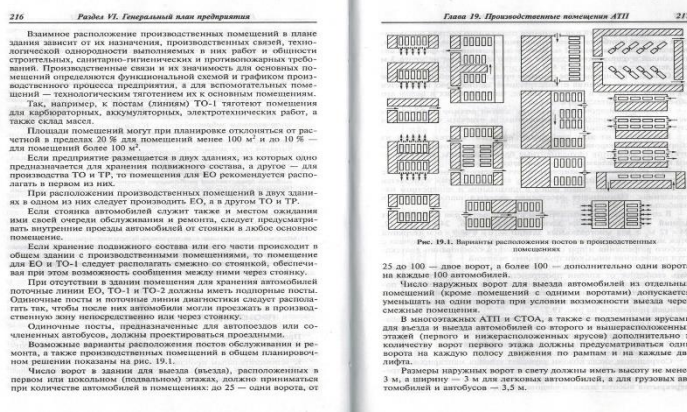 216 Раздел VI. Генеральный план предприятия
Взаимное расположение производственных помещений в плане
здания зависит от их назначения, производственных связей, техно-
логической однородности выполняемых в них работ и общности
строительных, санитарно-гигиенических и противопожарных требо-
ваний. Производственные связи и их значимость для основных по-
мещений определяются функциональной схемой и графиком произ-
водственного процесса предприятия, а для вспомогательных поме-
щений — технологическим тяготением их к основным помещениям.
Так, например, к постам (линиям) ТО-1 тяготеют помещения
для карбюраторных, аккумуляторных, электротехнических работ, а
также склад масел.
Площади помещений могут при планировке отклоняться от рас-
четной в пределах 20 % для помещений менее 100 м² и до 10 % —
для помещений более 100 м².
Если предприятие размещается в двух зданиях, из которых одно
предназначается для хранения подвижного состава, а другое — для
производства ТО и ТР, то помещения для ЕО рекомендуется распо-
лагать в первом из них.
При расположении производственных помещений в двух здани-
ях в одном из них следует производить ЕО, а в другом ТО и ТР.
Если стоянка автомобилей служит также и местом ожидания
ими своей очереди обслуживания и ремонта, следует предусматри-
вать внутренние проезды автомобилей от стоянки в любое основное
помещение.
Если хранение подвижного состава или его части происходит в
общем здании с производственными помещениями, то помещение
для ЕО и ТО-1 следует располагать смежно со стоянкой, обеспечи-
вая при этом возможность сообщения между ними через стоянку.
При отсутствии в здании помещения для хранения автомобилей
поточные линии ЕО, ТО-1 и ТО-2 должны иметь подпорные посты.
Одиночные посты и поточные линии диагностики следует распола-
гать так, чтобы после них автомобили могли проезжать в производ-
ственную зону непосредственно или через стоянку.
Одиночные посты, предназначенные для автопоездов или со-
члененных автобусов, должны проектироваться проездными.
Возможные варианты расположения постов обслуживания и ре-
монта, а также производственных помещений в общем планировоч-
ном решении показаны на рис. 19.1.
Число ворот в здании для выезда (въезда), расположенных в
первом или цокольном (подвальном) этажах, должно приниматься
при количестве автомобилей в помещениях: до 25 — одни ворота, от
Глава 19. Производственные помещения АТП 21
Рис. 19.1. Варианты расположения постов в производственных
помещениях
25 до 100 — двое ворот, а более 100 — дополнительно одни ворот
на каждые 100 автомобилей.
Число наружных ворот для выезда автомобилей из отдельны
помещений (кроме помещений с одними воротами) допускаетс
уменьшать на одни ворота при условии возможности выезда чере
смежные помещения.
В многоэтажных АТП и СТОА, а также с подземными ярусам
для въезда и выезда автомобилей со второго и вышерасположенны
этажей (первого и нижерасположенных ярусов) дополнительно
количеству ворот первого этажа должны предусматриваться одн
ворота на каждую полосу движения по рампам и на каждые дв
лифта.
Размеры наружных ворот в свету должны иметь высоту не мене
3 м, а ширину — 3 м для легковых автомобилей, а для грузовых ав
томобилей и автобусов — 3,5 м.